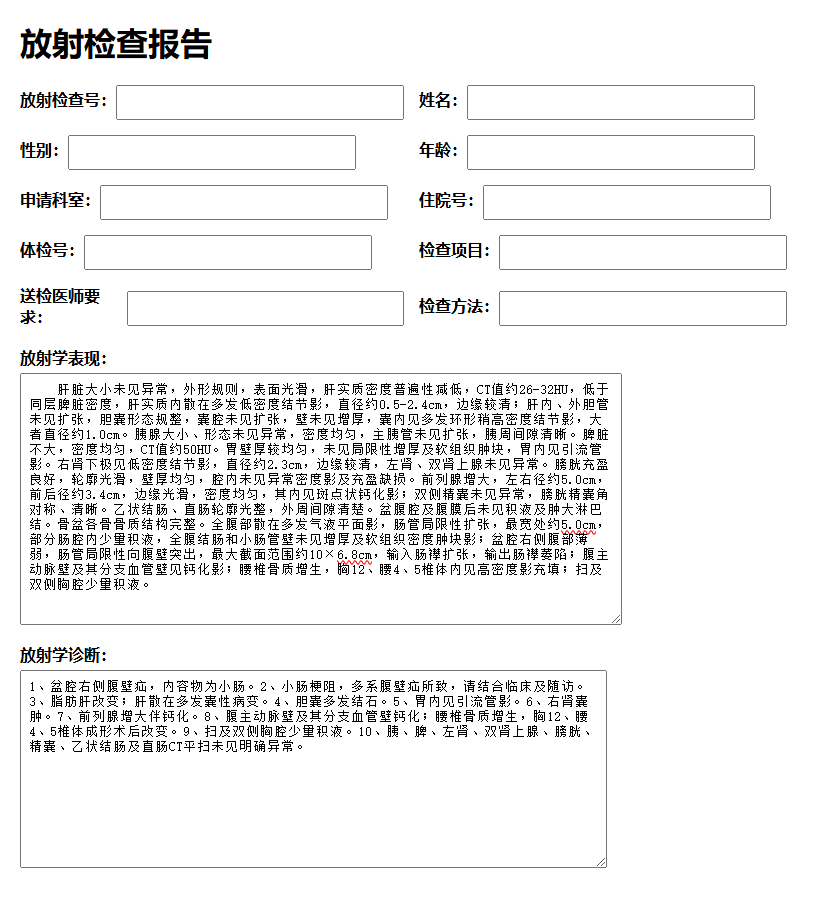 放射检查报告
放射检查号：
姓名：
性别：
年龄：
申请科室：
住院号：
体检号：
检查项目：
送检医师要
求：
检查方法：
放射学表现：
肝脏大小未见异常，外形规则，表面光滑，肝实质密度普遍性减低，CT值约26-32HU，低于
同层脾脏密度，肝实质内散在多发低密度结节影，直径约0.5-2.4cm，边缘较清；肝内、外胆管
未见扩张，胆囊形态规整，囊腔未见扩张，壁未见增厚，囊内见多发环形稍高密度结节影，大
者直径约1.0cm。胰腺大小、形态未见异常，密度均匀，主胰管未见扩张，胰周间隙清晰。脾脏
不大，密度均匀，CT值约50HU。胃壁厚较均匀，未见局限性增厚及软组织肿块，胃内见引流管
影。右肾下极见低密度结节影，直径约2.3cm，边缘较清，左肾、双肾上腺未见异常。膀胱充盈
良好，轮廓光滑，壁厚均匀，腔内未见异常密度影及充盈缺损。前列腺增大，左右径约5.0cm，
前后径约3.4cm，边缘光滑，密度均匀，其内见斑点状钙化影；双侧精囊未见异常，膀胱精囊角
对称、清晰。乙状结肠、直肠轮廓光整，外周间隙清楚。盆腹腔及腹膜后未见积液及肿大淋巴
结。骨盆各骨骨质结构完整。全腹部散在多发气液平面影，肠管局限性扩张，最宽处约5.0cm，
部分肠腔内少量积液，全腹结肠和小肠管壁未见增厚及软组织密度肿块影；盆腔右侧腹部薄
弱，肠管局限性向腹壁突出，最大截面范围约10×6.8cm，输入肠襻扩张，输出肠襻萎陷；腹主
动脉壁及其分支血管壁见钙化影；腰椎骨质增生，胸12、腰4、5椎体内见高密度影充填；扫及
双侧胸腔少量积液。
放射学诊断：
1、盆腔右侧腹壁疝，内容物为小肠。2、小肠梗阻，多系腹壁疝所致，请结合临床及随访。
3、脂肪肝改变；肝散在多发囊性病变。4、胆囊多发结石。5、胃内见引流管影。6、右肾囊
肿。7、前列腺增大伴钙化。8、腹主动脉壁及其分支血管壁钙化；腰椎骨质增生，胸12、腰
4、5椎体成形术后改变。9、扫及双侧胸腔少量积液。10、胰、脾、左肾、双肾上腺、膀胱、
精囊、乙状结肠及直肠CT平扫未见明确异常。